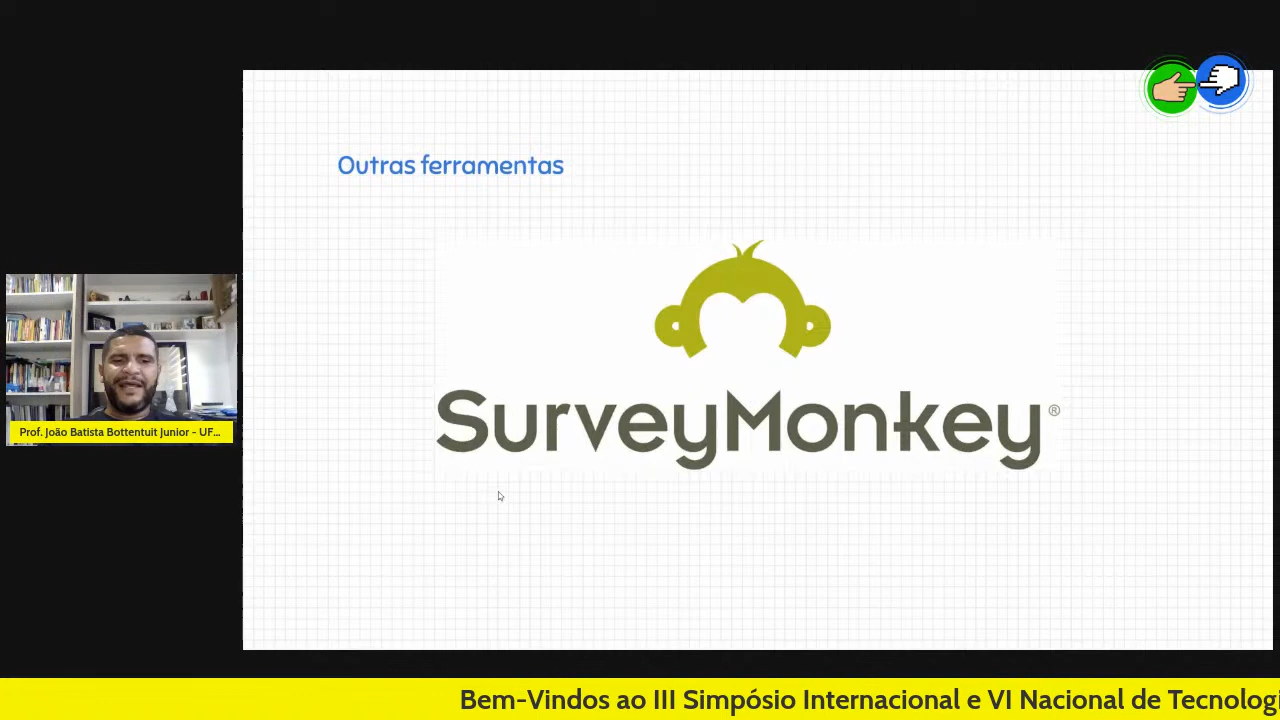 Outras ferramentas
SurveyMonkey®
Prof. João Batista Bottentuit Junior - UF...
Bem-Vindos ao III Simpósio Internacional e VI Nacional de Tecnologi